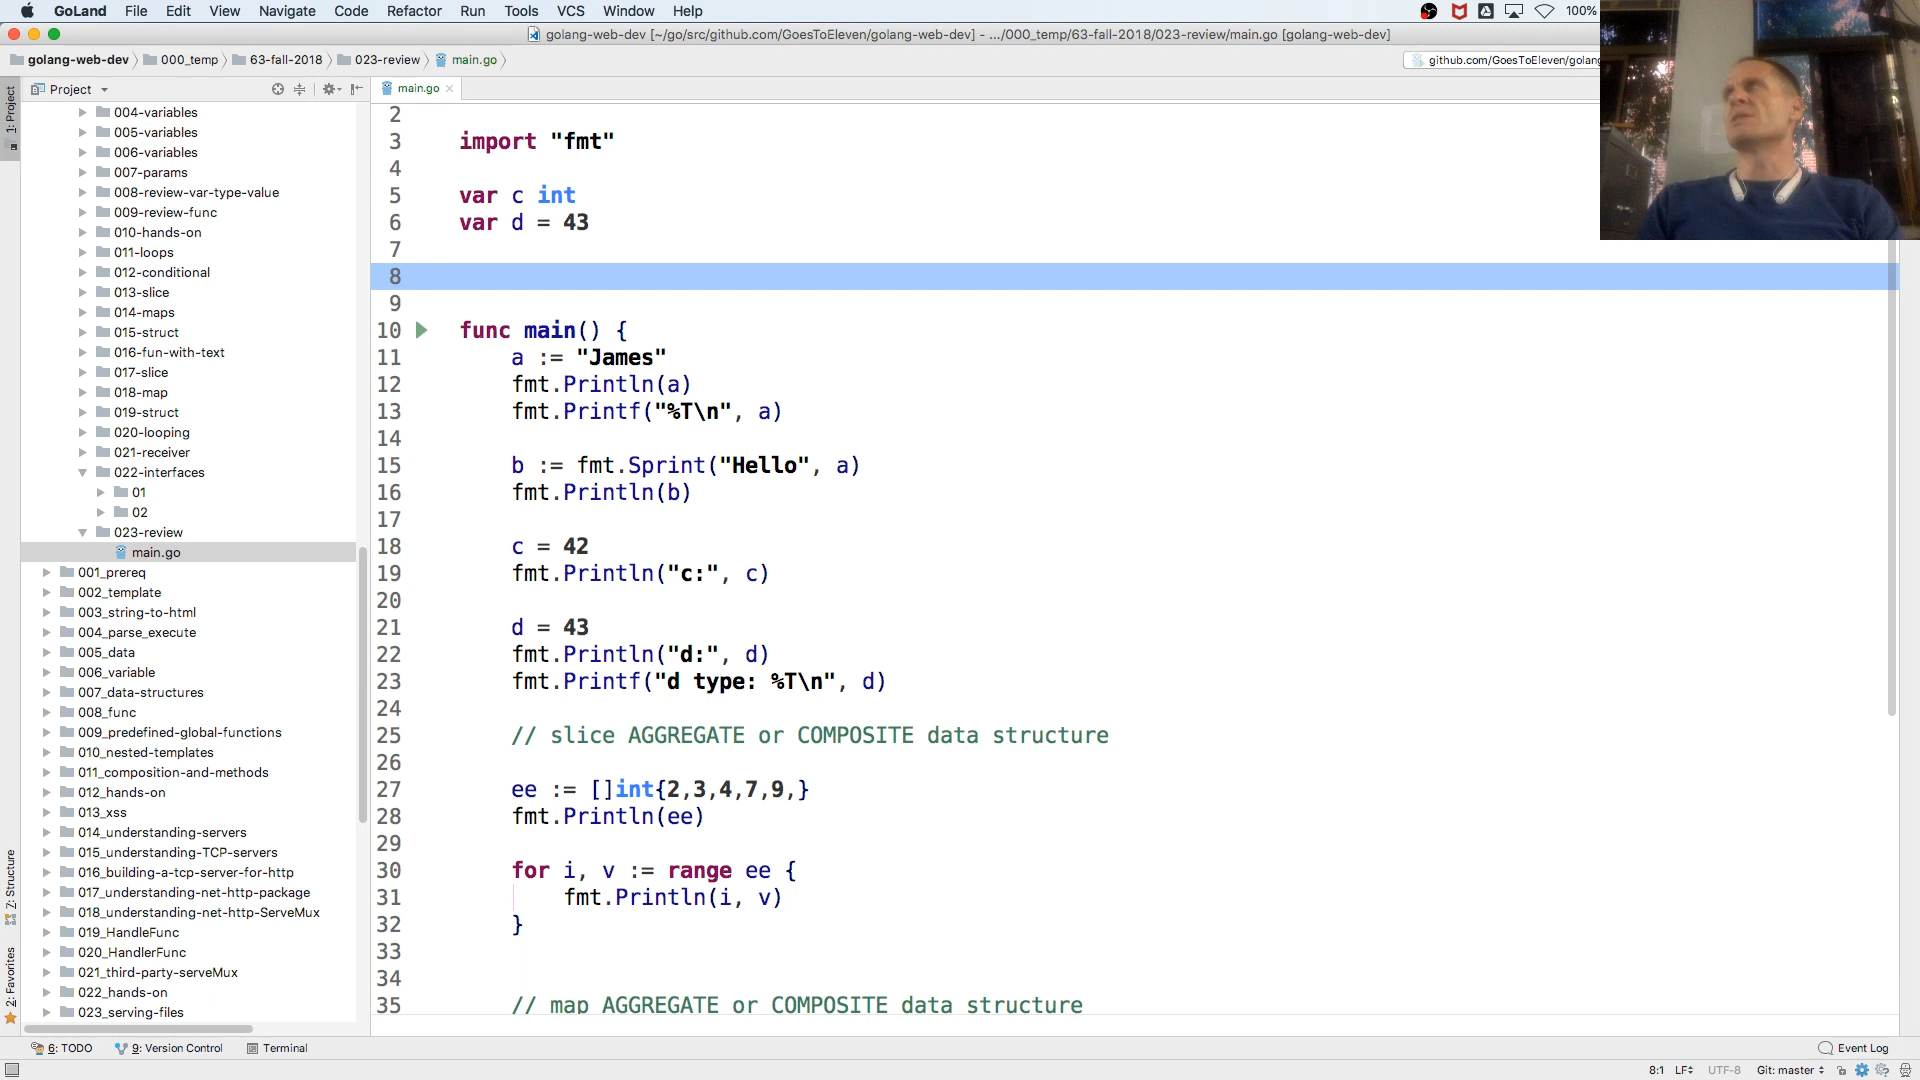 GoLand File Edit View Navigate Code Refactor Run Tools VCS Window Help 100%
golang-web-dev [~/go/src/github.com/GoesToEleven/golang-web-dev] - .../000_temp/63-fall-2018/023-review/main.go [golang-web-dev]
golang-web-dev 000_temp 63-fall-2018 023-review main.go github.com/GoesToEleven/golang
1: Project
7: Structure
2: Favorites
Project
004-variables
005-variables
006-variables
007-params
008-review-var-type-value
009-review-func
010-hands-on
011-loops
012-conditional
013-slice
014-maps
015-struct
016-fun-with-text
017-slice
018-map
019-struct
020-looping
021-receiver
022-interfaces
01
02
023-review
main.go
001_prereq
002_template
003_string-to-html
004_parse_execute
005_data
006_variable
007_data-structures
008_func
009_predefined-global-functions
010_nested-templates
011_composition-and-methods
012_hands-on
013_xss
014_understanding-servers
015_understanding-TCP-servers
016_building-a-tcp-server-for-http
017_understanding-net-http-package
018_understanding-net-http-ServeMux
019_HandleFunc
020_HandlerFunc
021_third-party-serveMux
022_hands-on
023_serving-files
main.go
2
3 import "fmt"
4
5 var c int
6 var d = 43
7
8
9
10 func main() {
11 a := "James"
12 fmt.Println(a)
13 fmt.Printf("%T\n", a)
14
15 b := fmt.Sprint("Hello", a)
16 fmt.Println(b)
17
18 c = 42
19 fmt.Println("c:", c)
20
21 d = 43
22 fmt.Println("d:", d)
23 fmt.Printf("d type: %T\n", d)
24
25 // slice AGGREGATE or COMPOSITE data structure
26
27 ee := []int{2,3,4,7,9,}
28 fmt.Println(ee)
29
30 for i, v := range ee {
31 fmt.Println(i, v)
32 }
33
34
35 // map AGGREGATE or COMPOSITE data structure
6: TODO 9: Version Control Terminal Event Log
8:1 LF UTF-8 Git: master